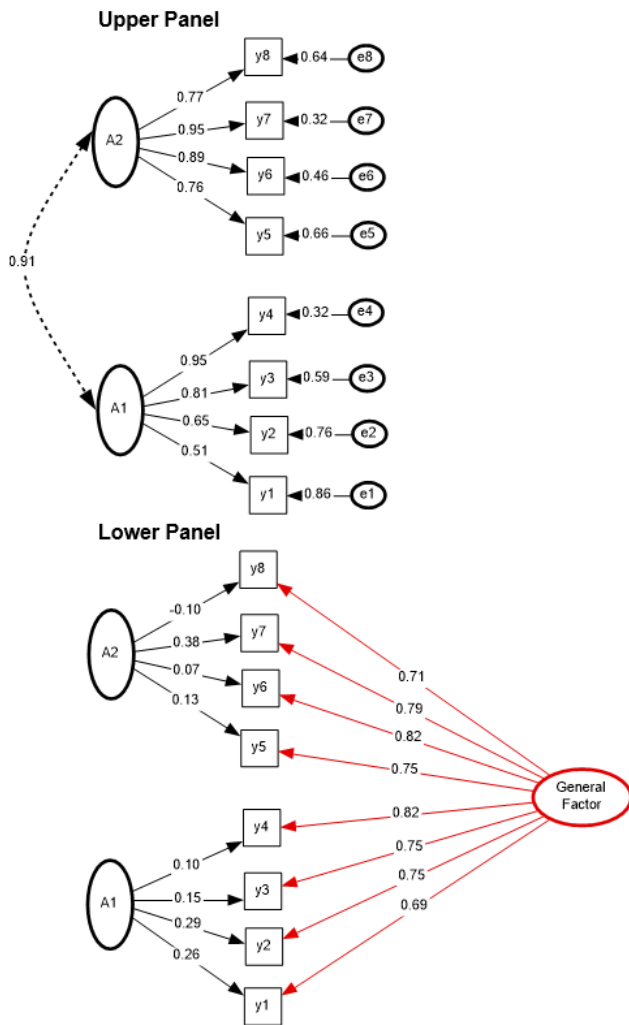 Upper Panel
y8
0.64
e8
0.77
A2
0.95
y7
0.32
e7
0.89
y6
0.46
e6
0.76
y5
0.66
e5
0.91
y4
0.32
e4
0.95
A1
0.81
y3
0.59
e3
0.65
y2
0.76
e2
0.51
y1
0.86
e1
Lower Panel
y8
-0.10
A2
0.38
y7
0.07
y6
0.13
y5
0.71
0.79
0.82
0.75
General
Factor
y4
0.82
0.10
A1
0.15
y3
0.75
0.29
y2
0.75
0.26
y1
0.69